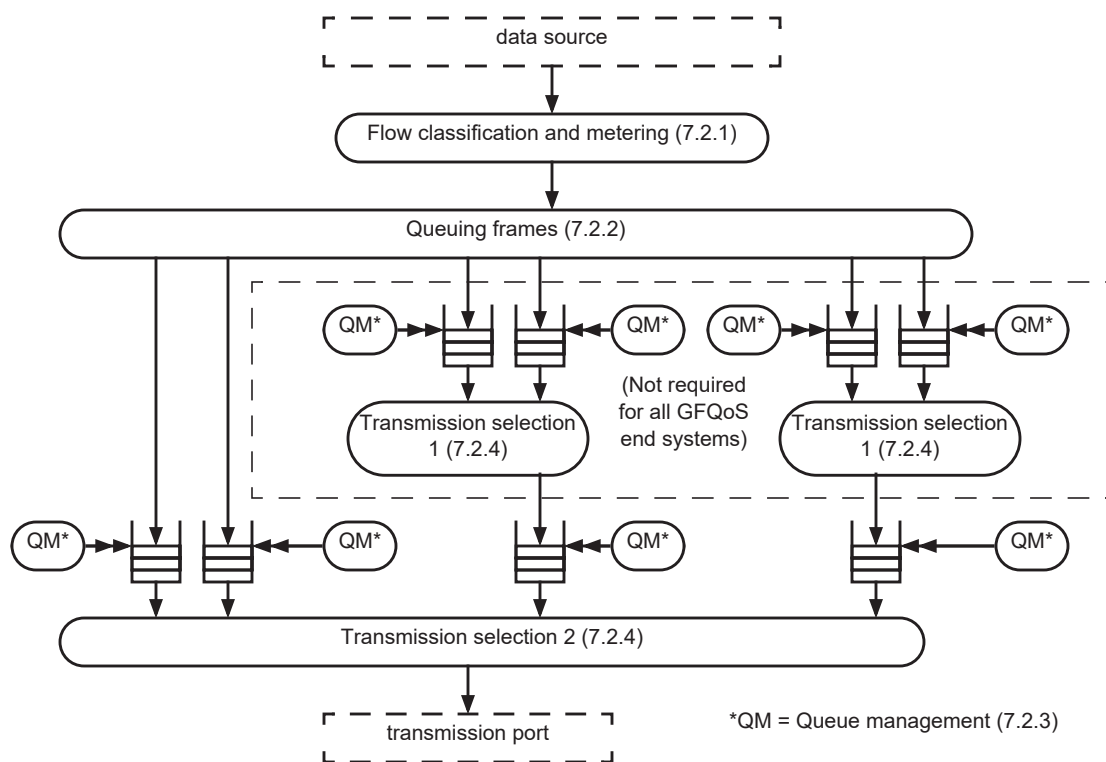 data source
Flow classification and metering (7.2.1)
Queuing frames (7.2.2)
QM*
QM*
QM*
QM*
(Not required
for all GFQoS
end systems)
Transmission selection
1 (7.2.4)
Transmission selection
1 (7.2.4)
QM*
QM*
QM*
QM*
Transmission selection 2 (7.2.4)
transmission port
*QM = Queue management (7.2.3)